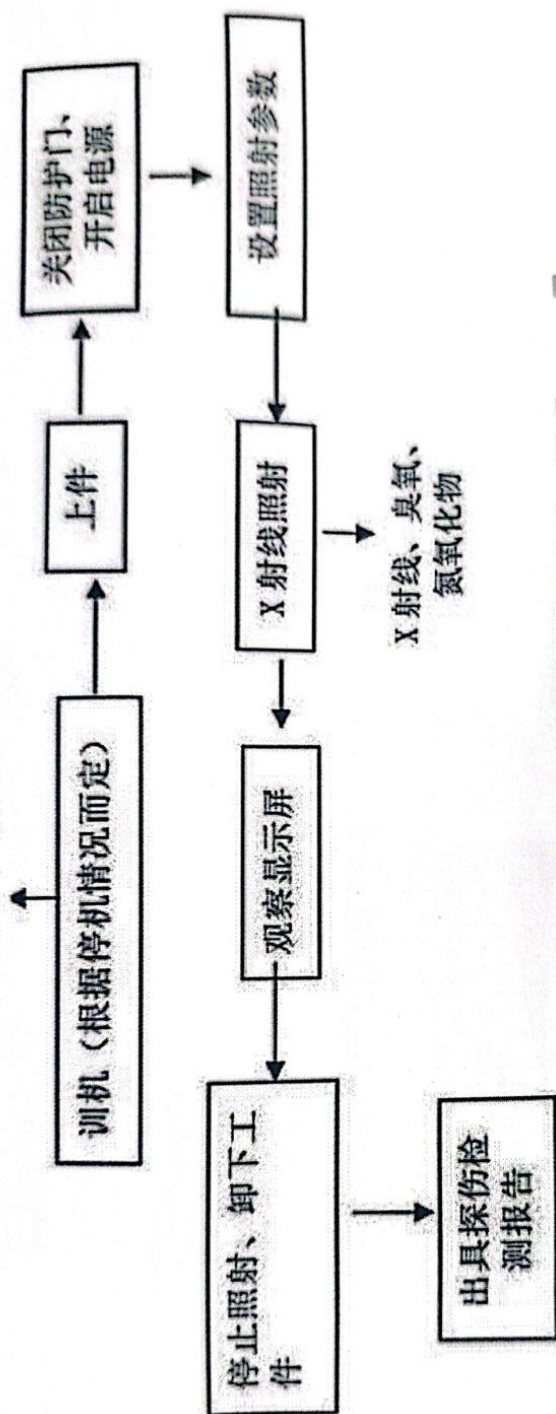 训机（根据停机情况而定）
上件
关闭防护门、
开启电源
设置照射参数
X 射线照射
X 射线、臭氧、
氮氧化物
观察显示屏
停止照射、卸下工
件
出具探伤检
测报告